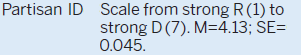 Partisan ID Scale from strong R (1) to
strong D (7). M=4.13; SE=
0.045.